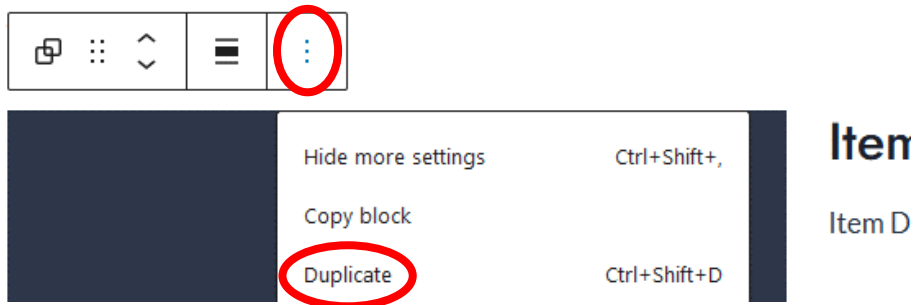 Hide more settings Ctrl+Shift+,
Copy block
Duplicate Ctrl+Shift+D
Item
Item D